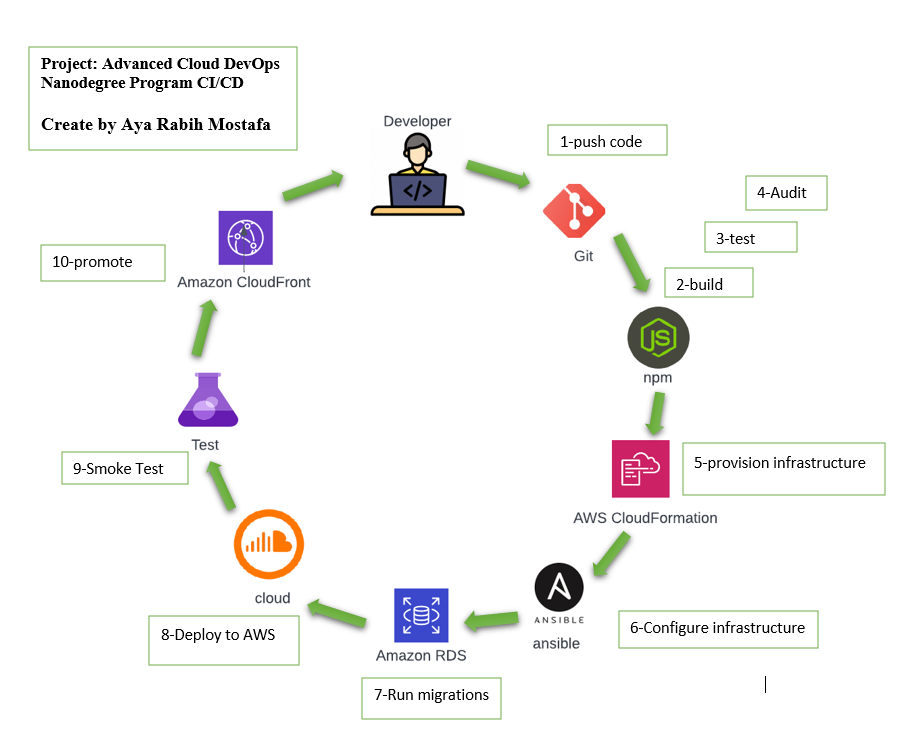 Project: Advanced Cloud DevOps
Nanodegree Program CI/CD
Create by Aya Rabih Mostafa
Developer
</>
1-push code
Git
4-Audit
3-test
2-build
JS
npm
5-provision infrastructure
AWS CloudFormation
A
ANSIBLE
ansible
6-Configure infrastructure
Amazon RDS
7-Run migrations
cloud
8-Deploy to AWS
9-Smoke Test
Test
10-promote
Amazon CloudFront